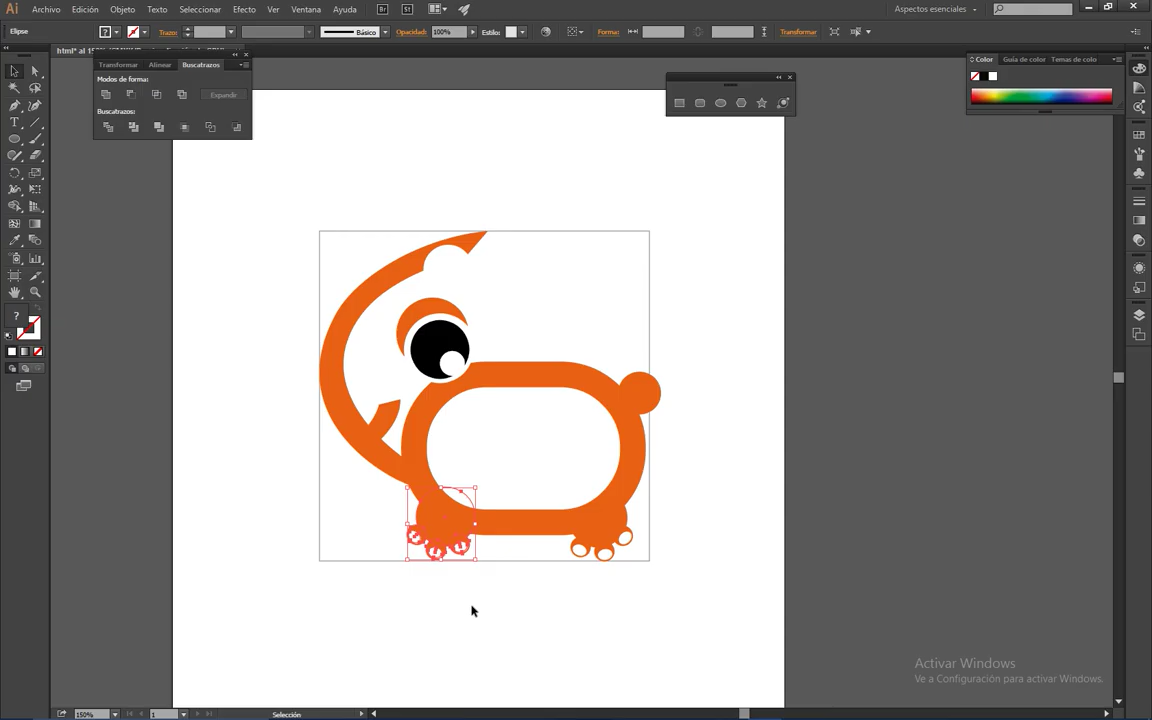 Ai Archivo Edición Objeto Texto Seleccionar Efecto Ver Ventana Ayuda Br St Aspectos esenciales
Elipse Trazo: Básico Opacidad: 100% Estilo: Forma: Transformar
Transformar Alinear Buscatrazos
Modos de forma:
Expandir
Buscatrazos:
Color Guía de color Temas de colo
?
Activar Windows
Ve a Configuración para activar Windows.
150% 1 Selección